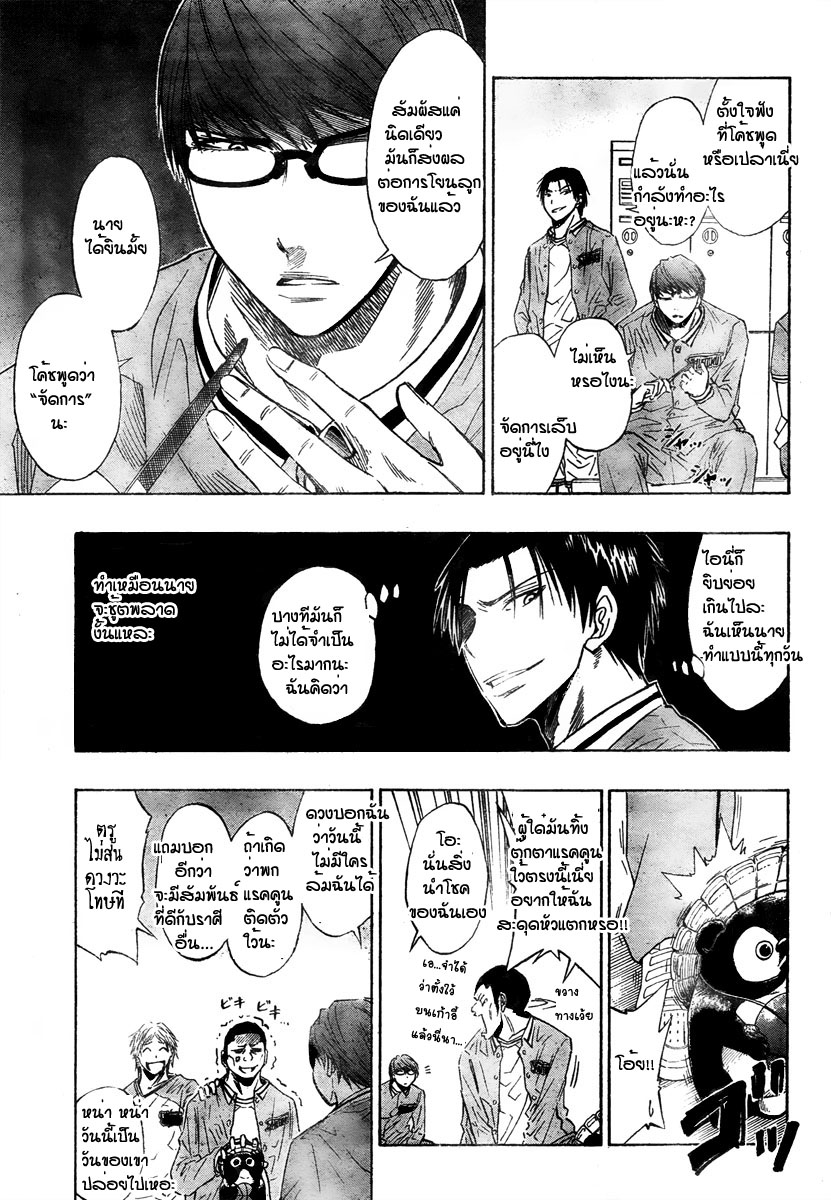 ตั้งใจฟัง
ที่โค้ชพูด
หรือเปล่าเนี่ย
แล้วนั่น
กำลังทำอะไร
อยู่นะหะ?
ไม่เห็น
หรอไงนะ
จัดการเล็บ
อยู่นี่ไง
สัมผัสแค่
นิดเดียว
มันก็ส่งผล
ต่อการโยนลูก
ของฉันแล้ว
นาย
ได้ยินมั้ย
โค้ชพูดว่า
"จัดการ"
นะ
ไอนี่ก็
ยิบย่อย
เกินไปละ
ฉันเห็นนาย
ทำแบบนี้ทุกวัน
บางทีมันก็
ไม่ได้จำเป็น
อะไรมากนะ
ฉันคิดว่า
ทำเหมือนนาย
จะชู้ตพลาด
งั้นแหละ
โอ้ย!!
ゴッ
ผู้ใด๋มันทิ้ง
ตุ๊กตาแรคคูน
ไว้ตรงนี้เนี่ย
อยากให้ฉัน
สะดุดหัวแตกหรอ!!
ขวาง
ทางเว้ย
โอะ
นั่นสิ่ง
นำโชค
ของฉันเอง
เอ...จำได้
ว่าตั้งไว้
บนเก้าอี้
แล้วนี่นา...
ดวงบอกฉัน
ว่าวันนี้
ไม่มีใคร
ล้มฉันได้
ถ้าเกิด
ว่าพก
แรคคูน
ติดตัว
ไว้นะ
แถมบอก
อีกว่า
จะมีสัมพันธ์
ที่ดีกับราศี
อื่น...
ตรู
ไม่สน
ดวงวะ
โทษที
ビキ
ビキ
หน่า หน่า
วันนี้เป็น
วันของเขา
ปล่อยไปเหอะ